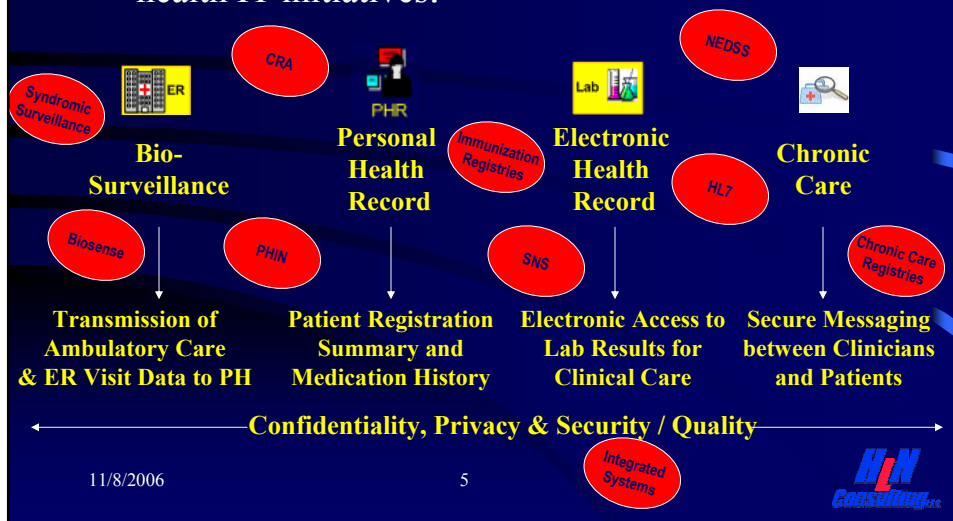 health IT initiatives:
CRA
NEDSS
Syndromic
Surveillance
ER
PHR
Lab
Bio-
Surveillance
Personal
Health
Record
Immunization
Registries
Electronic
Health
Record
HL7
Chronic
Care
Biosense
PHIN
SNS
Chronic Care
Registries
Transmission of
Ambulatory Care
& ER Visit Data to PH
Patient Registration
Summary and
Medication History
Electronic Access to
Lab Results for
Clinical Care
Secure Messaging
between Clinicians
and Patients
Confidentiality, Privacy & Security / Quality
Integrated
Systems
11/8/2006
5
HLN
Consulting